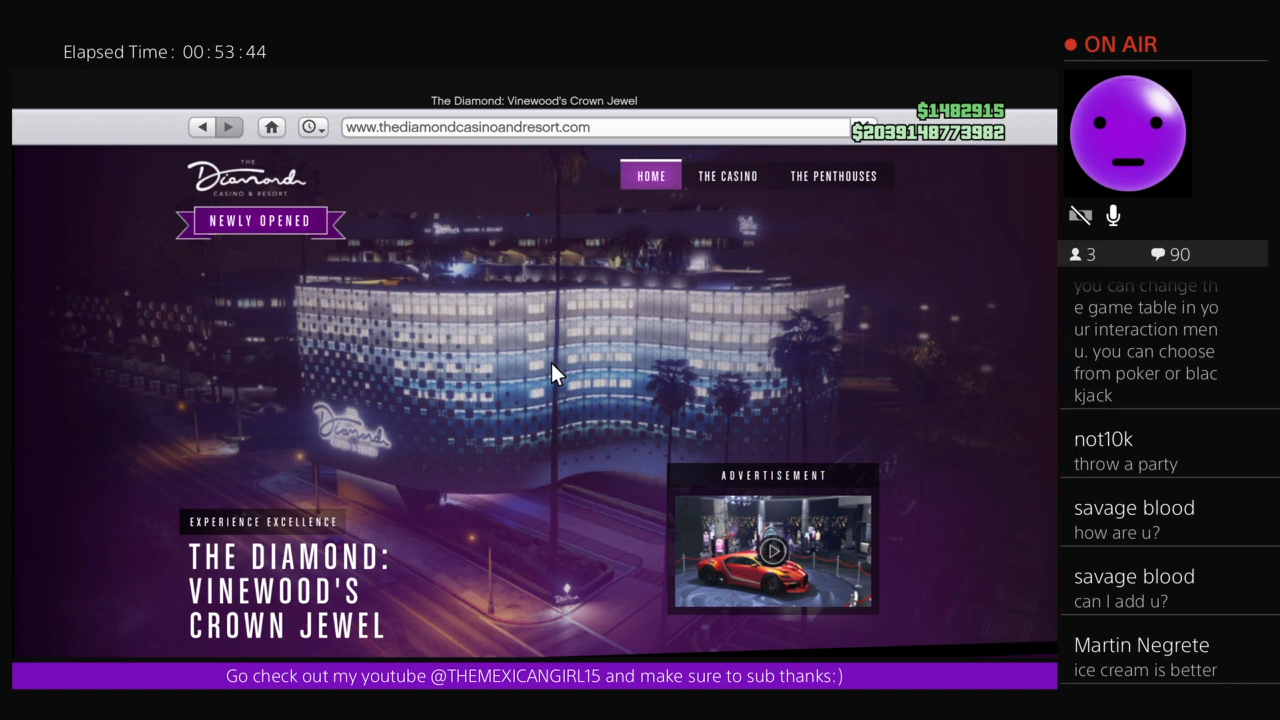 Elapsed Time: 00:53:44
ON AIR
The Diamond: Vinewood's Crown Jewel
$1482915
www.thediamondcasinoandresort.com
$2039148773982
THE
Diamond
CASINO & RESORT
HOME THE CASINO THE PENTHOUSES
NEWLY OPENED
3 90
you can change th
e game table in yo
ur interaction men
u. you can choose
from poker or blac
kjack
Diamond
not10k
throw a party
ADVERTISEMENT
savage blood
how are u?
EXPERIENCE EXCELLENCE
THE DIAMOND:
VINEWOOD'S
CROWN JEWEL
savage blood
can I add u?
Martin Negrete
ice cream is better
Go check out my youtube @THEMEXICANGIRL15 and make sure to sub thanks:)